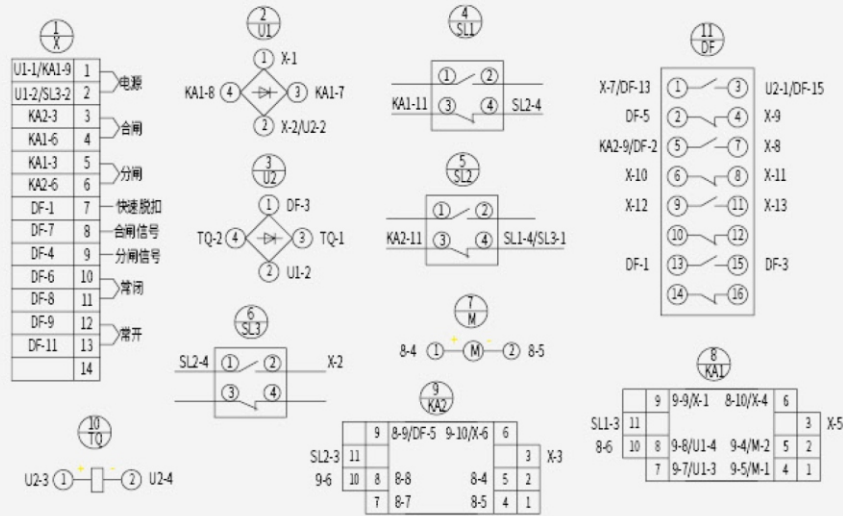 1
X
U1-1/KA1-9 1
U1-2/SL3-2 2
电源
KA2-3 3
KA1-6 4
合闸
KA1-3 5
KA2-6 6
分闸
DF-1 7 快速脱扣
DF-7 8 合闸信号
DF-4 9 分闸信号
DF-6 10
DF-8 11
常闭
DF-9 12
DF-11 13
常开
14
2
U1
1 X-1
KA1-8 4 3 KA1-7
2 X-2/U2-2
3
U2
1 DF-3
TQ-2 4 3 TQ-1
2 U1-2
4
SL1
1 2
KA1-11 3 4 SL2-4
5
SL2
1 2
KA2-11 3 4 SL1-4/SL3-1
6
SL3
SL2-4 1 2 X-2
3 4
7
M
+ -
8-4 1 M 2 8-5
11
DF
X-7/DF-13 1 3 U2-1/DF-15
DF-5 2 4 X-9
KA2-9/DF-2 5 7 X-8
X-10 6 8 X-11
X-12 9 11 X-13
10 12
DF-1 13 15 DF-3
14 16
10
TQ
+ -
U2-3 1 2 U2-4
9
KA2
9 8-9/DF-5 9-10/X-6 6
SL2-3 11 3 X-3
9-6 10 8 8-8 8-4 5 2
7 8-7 8-5 4 1
8
KA1
9 9-9/X-1 8-10/X-4 6
SL1-3 11 3 X-5
8-6 10 8 9-8/U1-4 9-4/M-2 5 2
7 9-7/U1-3 9-5/M-1 4 1